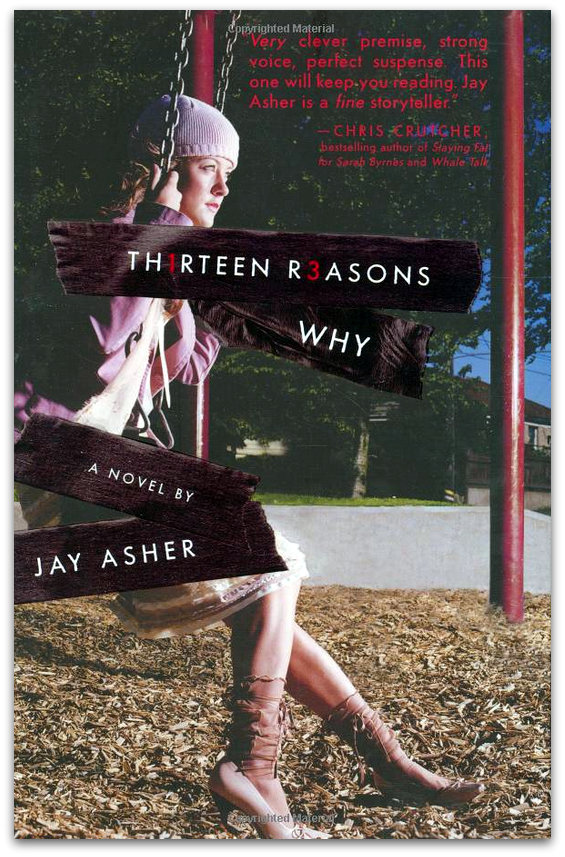 Copyrighted Material
Very clever premise, strong
voice, perfect suspense. This
one will keep you reading. Jay
Asher is a fine storyteller."
—CHRIS CRUTCHER,
bestselling author of Staying Fat
for Sarah Byrnes and Whale Talk
TH1RTEEN R3ASONS
WHY
A NOVEL BY
JAY ASHER
Copyrighted Material